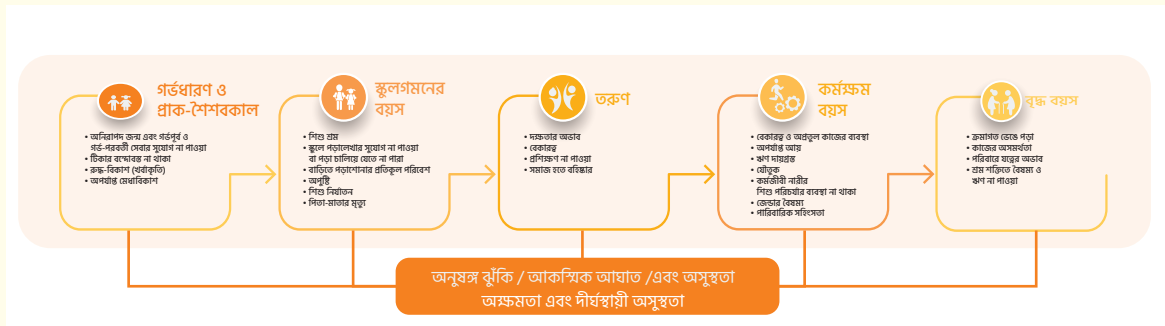 গর্ভধারণ ও
প্রাক-শৈশবকাল
• অনিরাপদ জন্ম এবং গর্ভপূর্ব ও
গর্ভ-পরবর্তী সেবার সুযোগ না পাওয়া
• টিকার বন্দোবস্ত না থাকা
• রুদ্ধ-বিকাশ (খর্বাকৃতি)
• অপর্যাপ্ত মেধাবিকাশ
স্কুলগমনের
বয়স
• শিশু শ্রম
• স্কুলে পড়ালেখার সুযোগ না পাওয়া
বা পড়া চালিয়ে যেতে না পারা
• বাড়িতে পড়াশোনার প্রতিকূল পরিবেশ
• অপুষ্টি
• শিশু নির্যাতন
• পিতা-মাতার মৃত্যু
তরুণ
• দক্ষতার অভাব
• বেকারত্ব
• প্রশিক্ষণ না পাওয়া
• সমাজ হতে বহিষ্কার
কর্মক্ষম
বয়স
• বেকারত্ব ও অপ্রতুল কাজের ব্যবস্থা
• অপর্যাপ্ত আয়
• ঋণ দায়গ্রস্ত
• যৌতুক
• কর্মজীবী নারীর
শিশু পরিচর্যার ব্যবস্থা না থাকা
• জেন্ডার বৈষম্য
• পারিবারিক সহিংসতা
বৃদ্ধ বয়স
• ক্রমাগত ভেঙে পড়া
• কাজের অসমর্থতা
• পরিবারে যত্নের অভাব
• শ্রম শক্তিতে বৈষম্য ও
ঋণ না পাওয়া
অনুষঙ্গ ঝুঁকি / আকস্মিক আঘাত /এবং অসুস্থতা
অক্ষমতা এবং দীর্ঘস্থায়ী অসুস্থতা